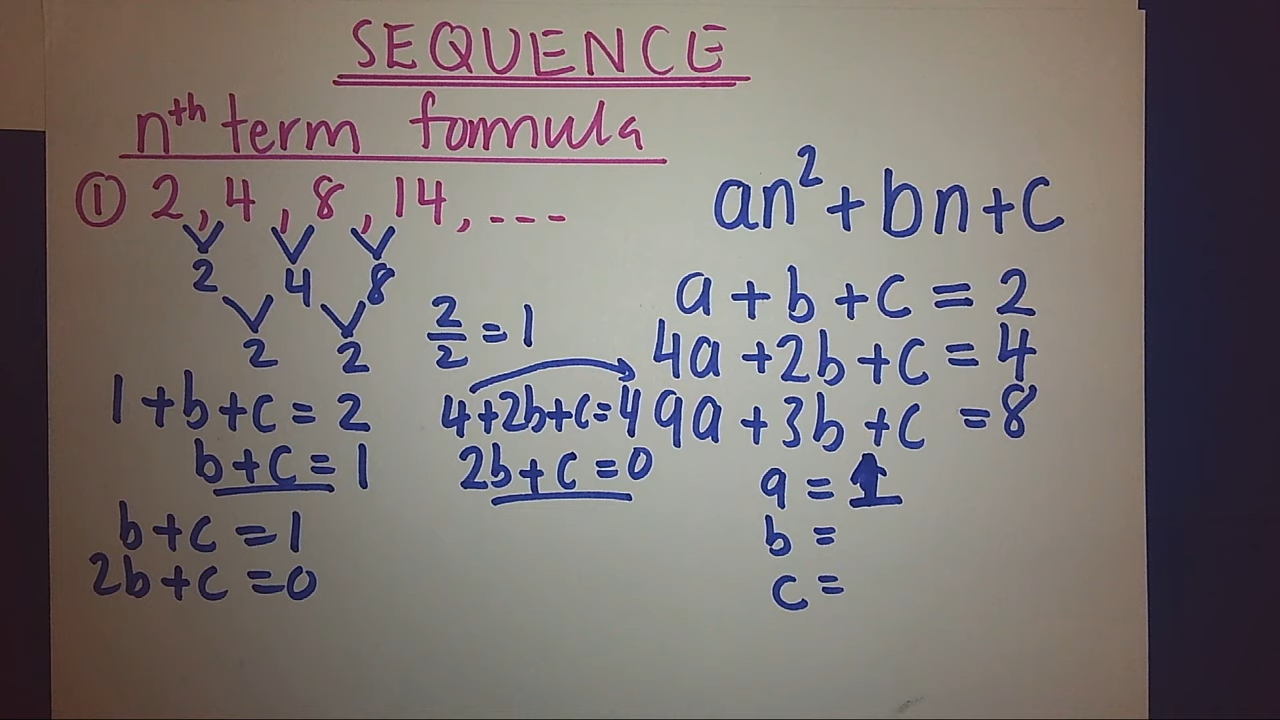 SEQUENCE
nth term formula
① 2, 4, 8, 14, ---
2 4 8
2 2
2/2 = 1
1 + b + c = 2
b + c = 1
4 + 2b + c = 4
2b + c = 0
b + c = 1
2b + c = 0
an² + bn + c
a + b + c = 2
4a + 2b + c = 4
9a + 3b + c = 8
a = 1
b =
c =